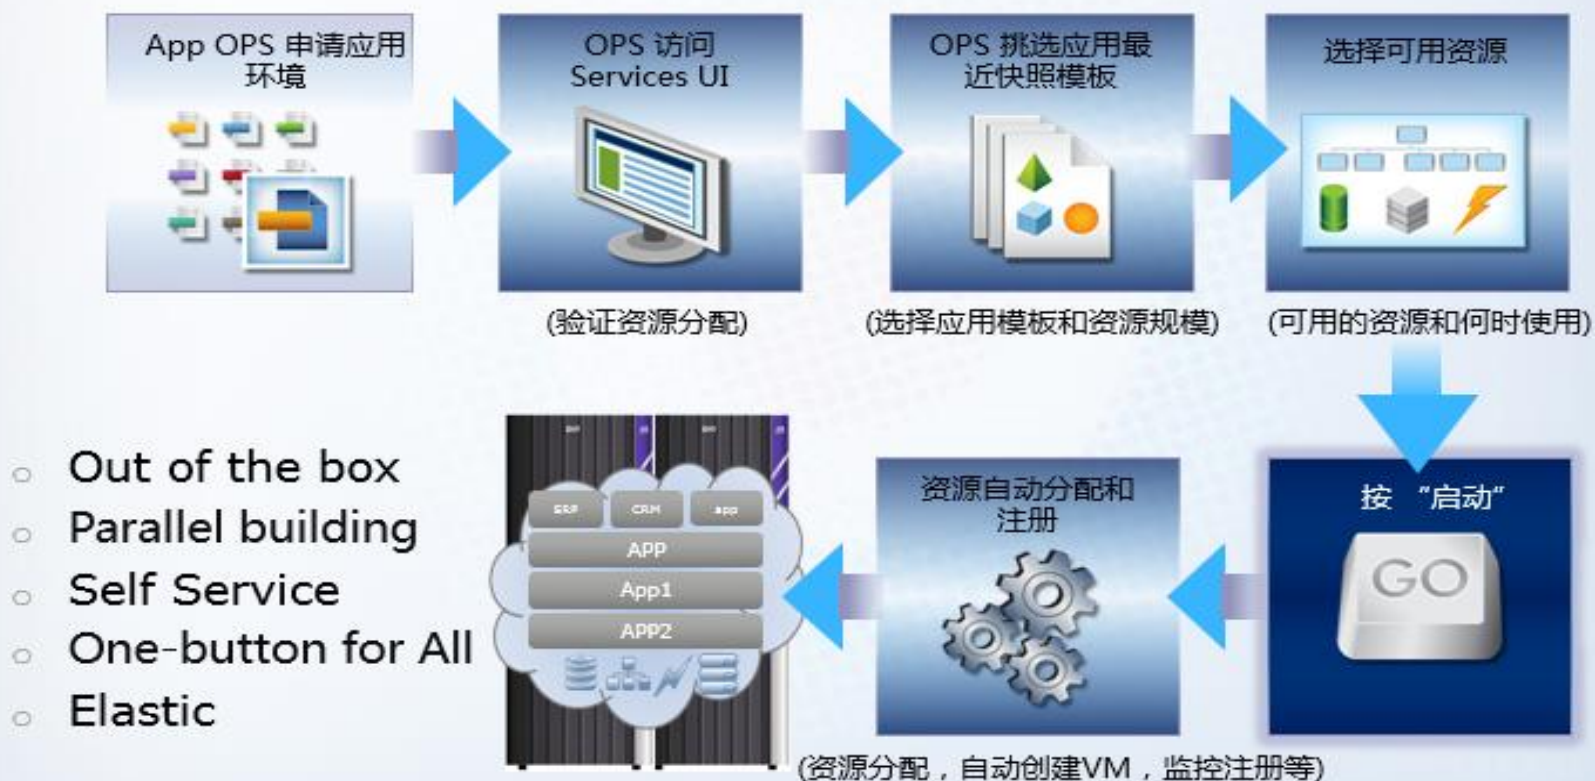 App OPS 申请应用
环境
OPS 访问
Services UI
OPS 挑选应用最
近快照模板
选择可用资源
(验证资源分配)
(选择应用模板和资源规模)
(可用的资源和何时使用)
按 “启动”
GO
资源自动分配和
注册
(资源分配，自动创建VM，监控注册等)
ERP
CRM
app
APP
App1
APP2
○ Out of the box
○ Parallel building
○ Self Service
○ One-button for All
○ Elastic